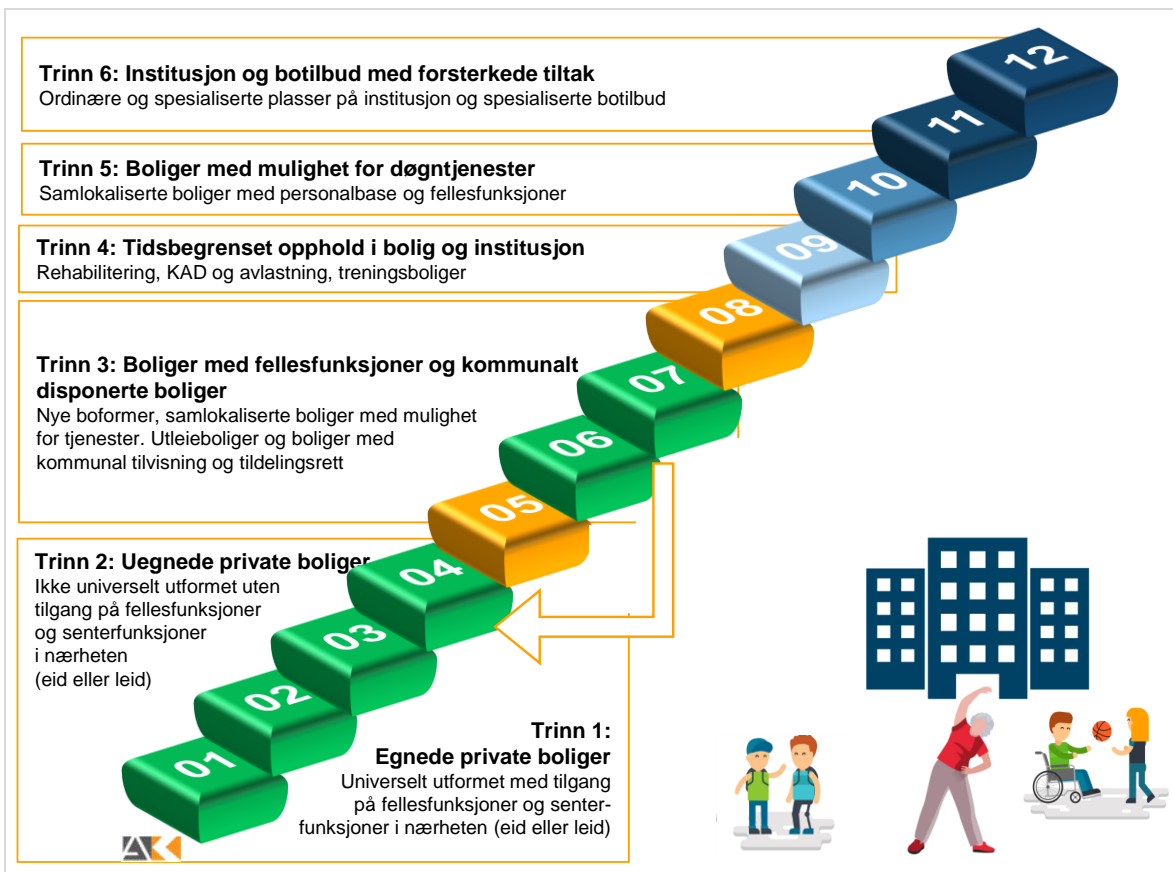 Trinn 6: Institusjon og botilbud med forsterkede tiltak
Ordinære og spesialiserte plasser på institusjon og spesialiserte botilbud
Trinn 5: Boliger med mulighet for døgntjenester
Samlokaliserte boliger med personalbase og fellesfunksjoner
Trinn 4: Tidsbegrenset opphold i bolig og institusjon
Rehabilitering, KAD og avlastning, treningsboliger
Trinn 3: Boliger med fellesfunksjoner og kommunalt
disponerte boliger
Nye boformer, samlokaliserte boliger med mulighet
for tjenester. Utleieboliger og boliger med
kommunal tilvisning og tildelingsrett
Trinn 2: Uegnede private boliger
Ikke universelt utformet uten
tilgang på fellesfunksjoner
og senterfunksjoner
i nærheten
(eid eller leid)
Trinn 1:
Egnede private boliger
Universelt utformet med tilgang
på fellesfunksjoner og senter-
funksjoner i nærheten (eid eller leid)
12
11
10
09
08
07
06
05
04
03
02
01